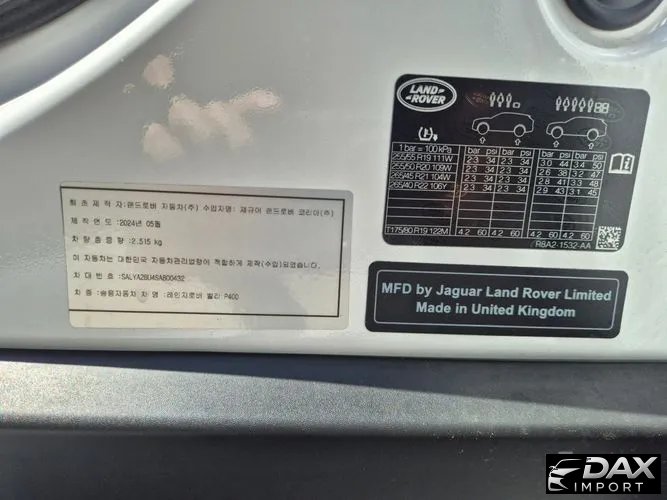 최초 제작 자:랜드로버 자동차(주) 수입자명: 재규어 랜드로버 코리아(주)
제작 연도 :2024년 05월
차량 총중량 :2.515 kg
이 자동차는 대한민국 자동차관리법령에 적합하게 제작(수입)되었습니다.
차대 번호 :SALYA2BU4SA800432
차 종 :승용자동차 차 명 :레인지로버 벨라 P400
LAND ROVER
1 bar = 100 kPa bar psi bar psi bar psi bar psi
255/55 R19 111W 2.3 34 2.3 34 3.0 44 3.4 50
255/50 R20 109W 2.3 34 2.3 34 2.6 38 3.2 47
265/45 R21 104W 2.3 34 2.3 34 2.8 41 3.3 48
265/40 R22 106Y 2.3 34 2.3 34 2.9 43 3.1 45
T175/80 R19 122M 4.2 60 4.2 60 4.2 60 4.2 60
R8A2-1532-AA
MFD by Jaguar Land Rover Limited
Made in United Kingdom
DAX
IMPORT